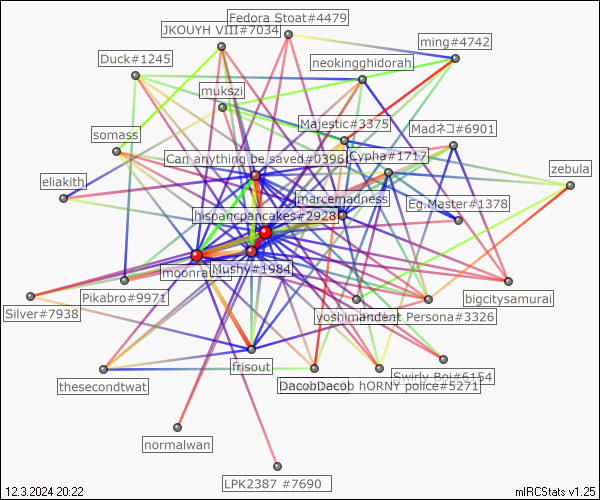 Fedora Stoat#4479
JKOUYH VIII#7034
ming#4742
Duck#1245
neokingghidorah
mukszi
Majestic#3375
Madネコ#6901
somass
Can anything be saved#0396
Cypha#1717
zebula
eliakith
marcemadness
Eg.Master#1378
hispancpancakes#2928
Mushy#1984
moonra
Pikabro#9971
bigcitysamurai
Silver#7938
yoshimandent Persona#3326
frisout
Swirly Boi#6154
thesecondtwat
DacobDacob hORNY police#5271
normalwan
LPK2387 #7690
12.3.2024 20:22
mIRCStats v1.25